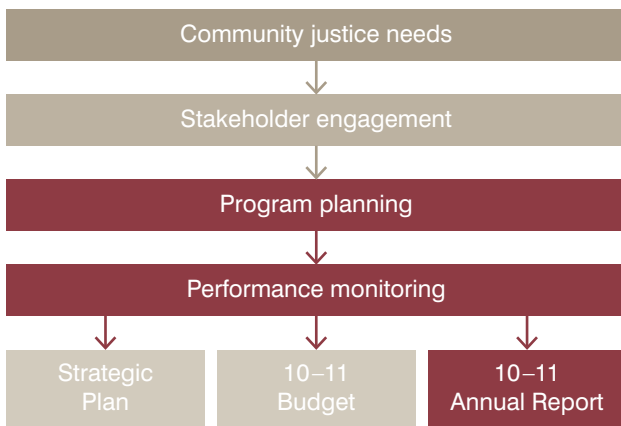 Community justice needs
Stakeholder engagement
Program planning
Performance monitoring
Strategic
Plan
10–11
Budget
10–11
Annual Report